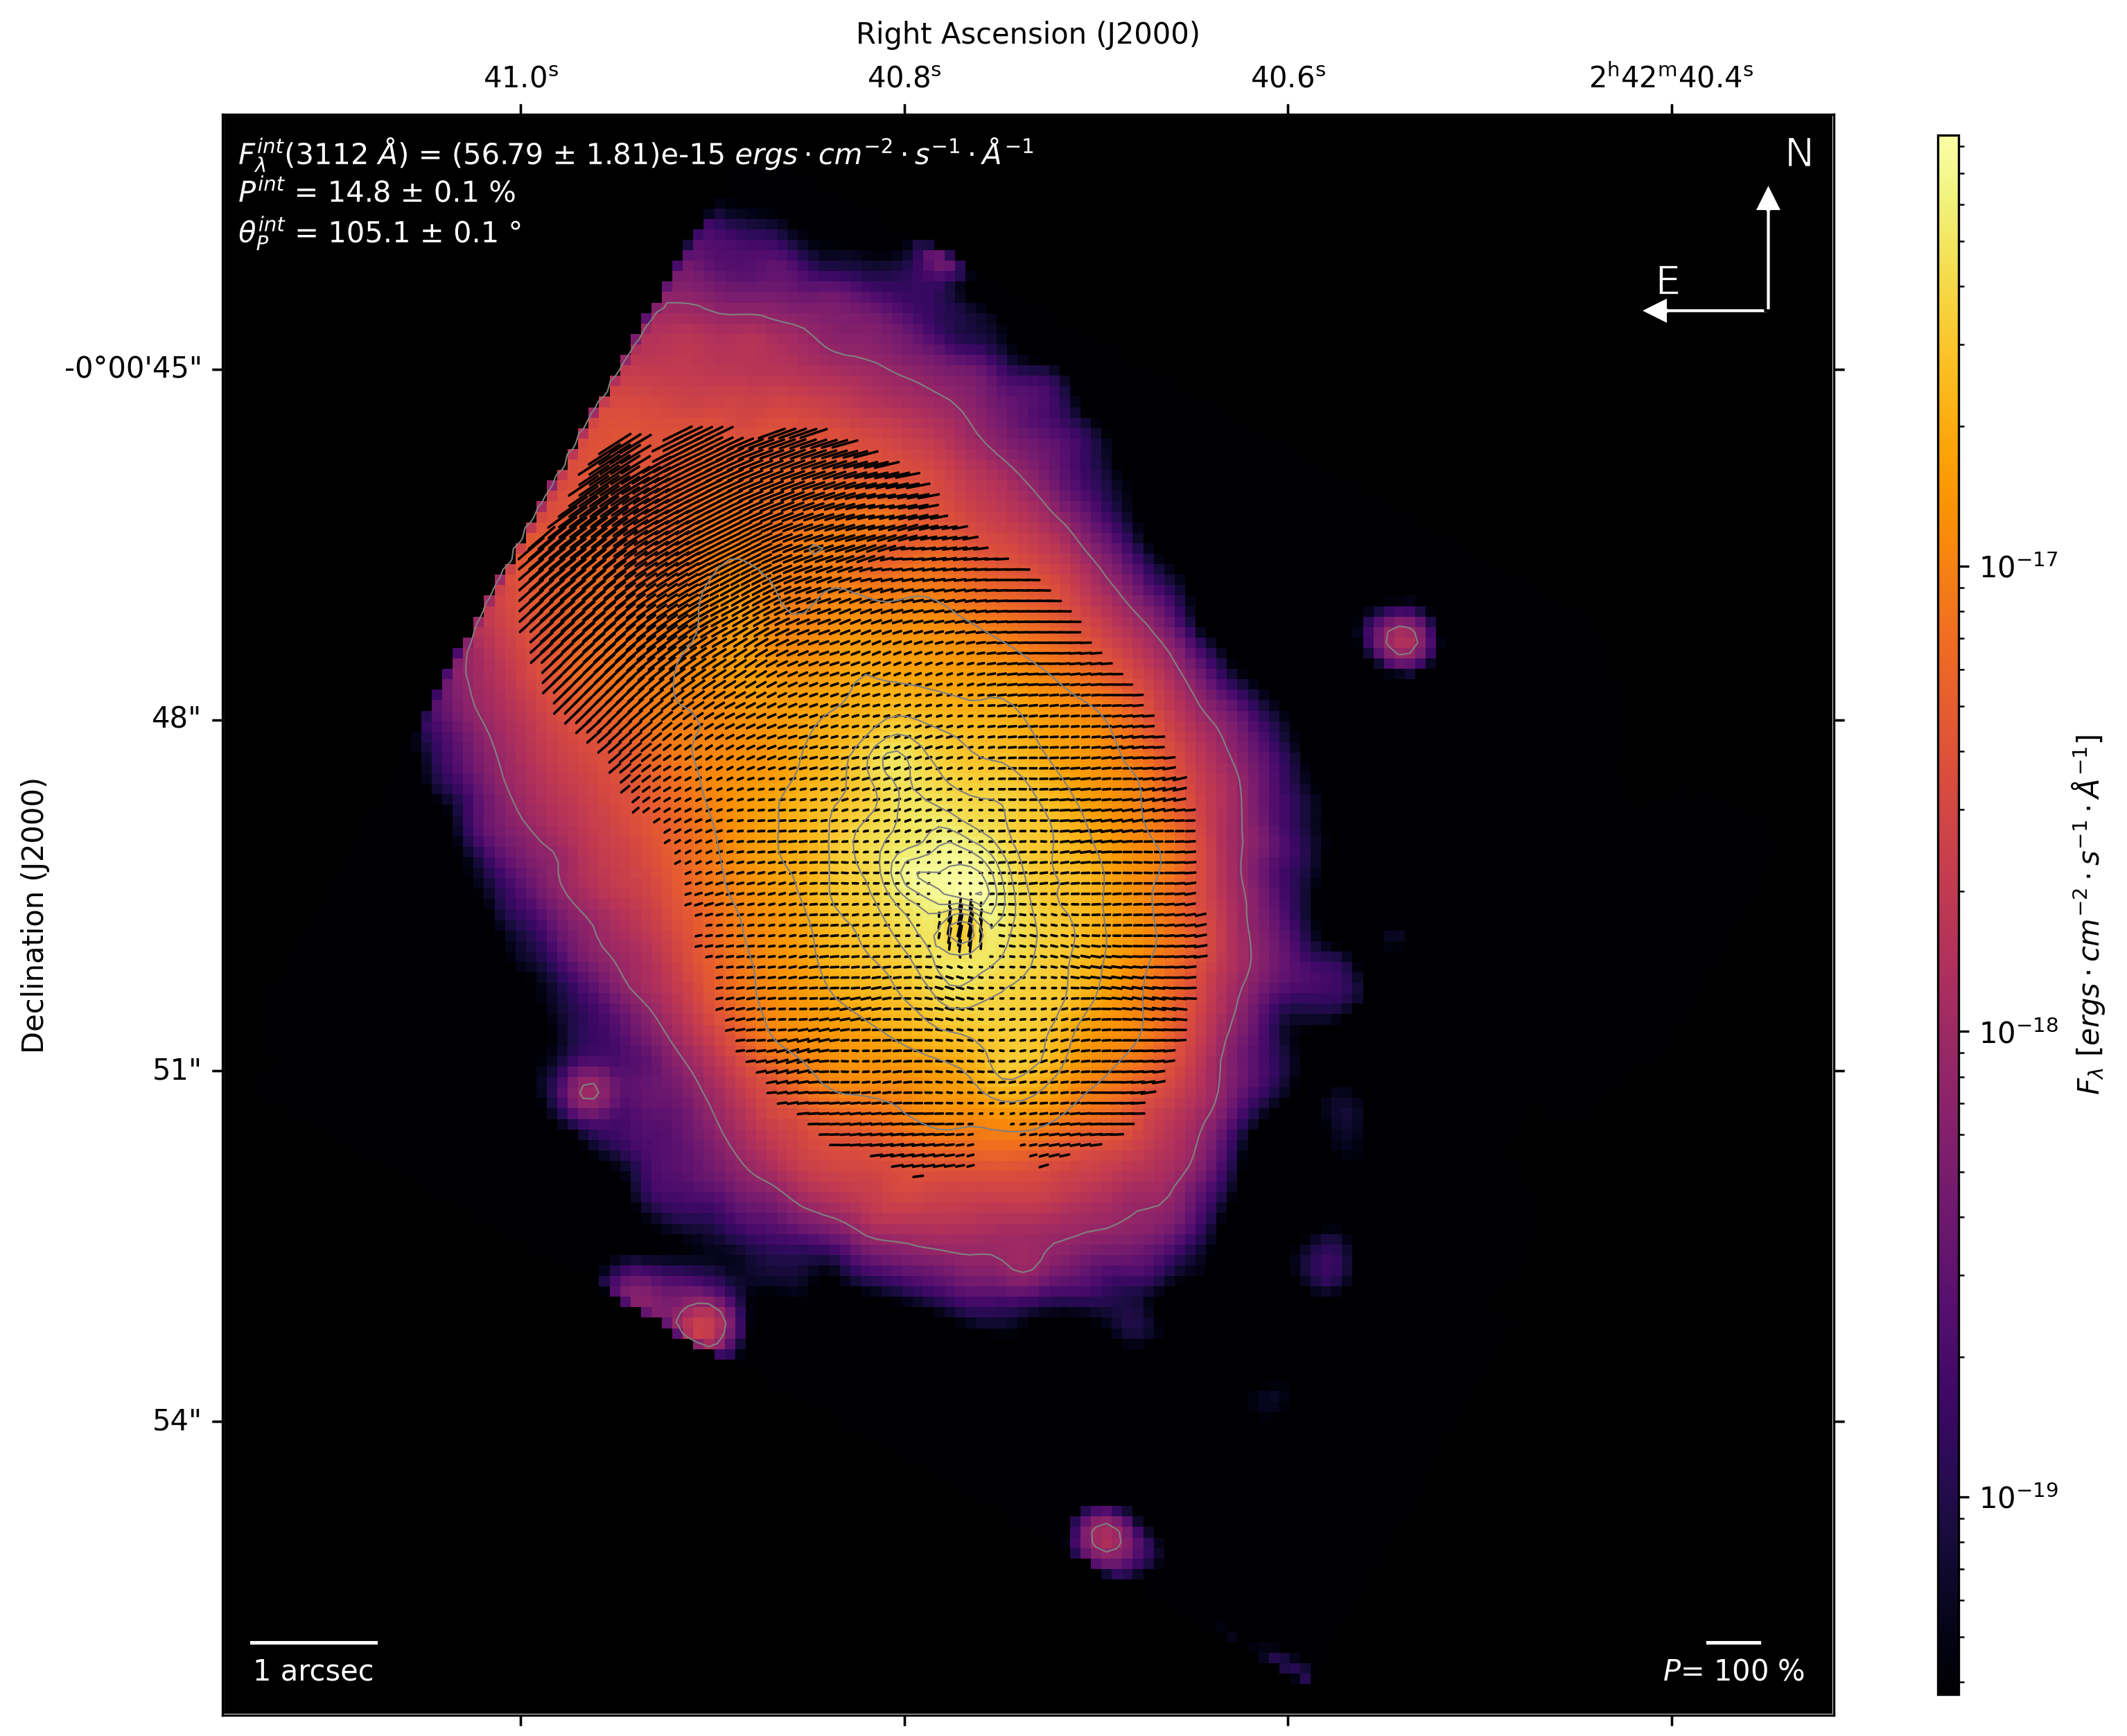 Right Ascension (J2000)
41.0ˢ 40.8ˢ 40.6ˢ 2ʰ42ᵐ40.4ˢ
F_λ^int(3112 Å) = (56.79 ± 1.81)e-15 ergs · cm⁻² · s⁻¹ · Å⁻¹
P^int = 14.8 ± 0.1 %
θ_P^int = 105.1 ± 0.1 °
N
E
-0°00'45"
48"
51"
54"
Declination (J2000)
1 arcsec
P= 100 %
10⁻¹⁷
10⁻¹⁸
10⁻¹⁹
F_λ [ergs · cm⁻² · s⁻¹ · Å⁻¹]